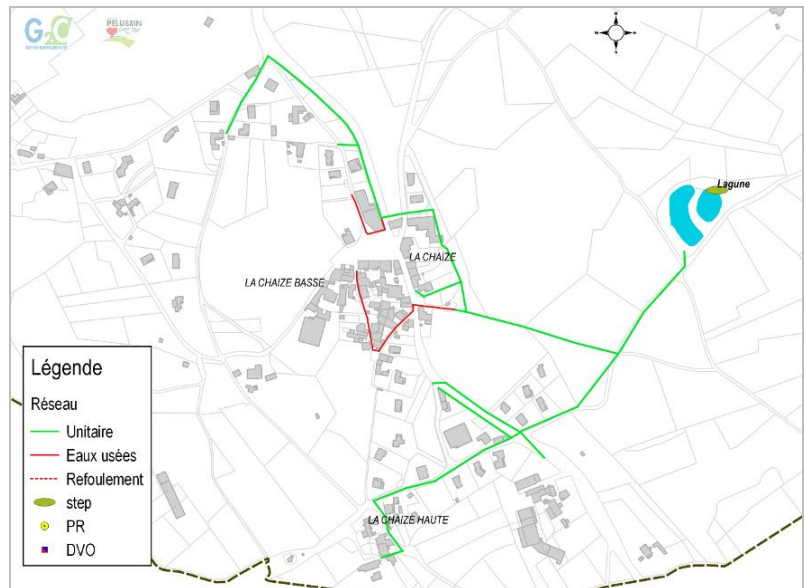 G2C
environnement
PELUSSIN
Lagune
LA CHAIZE
LA CHAIZE BASSE
LA CHAIZE HAUTE
Légende
Réseau
Unitaire
Eaux usées
Refoulement
step
PR
DVO